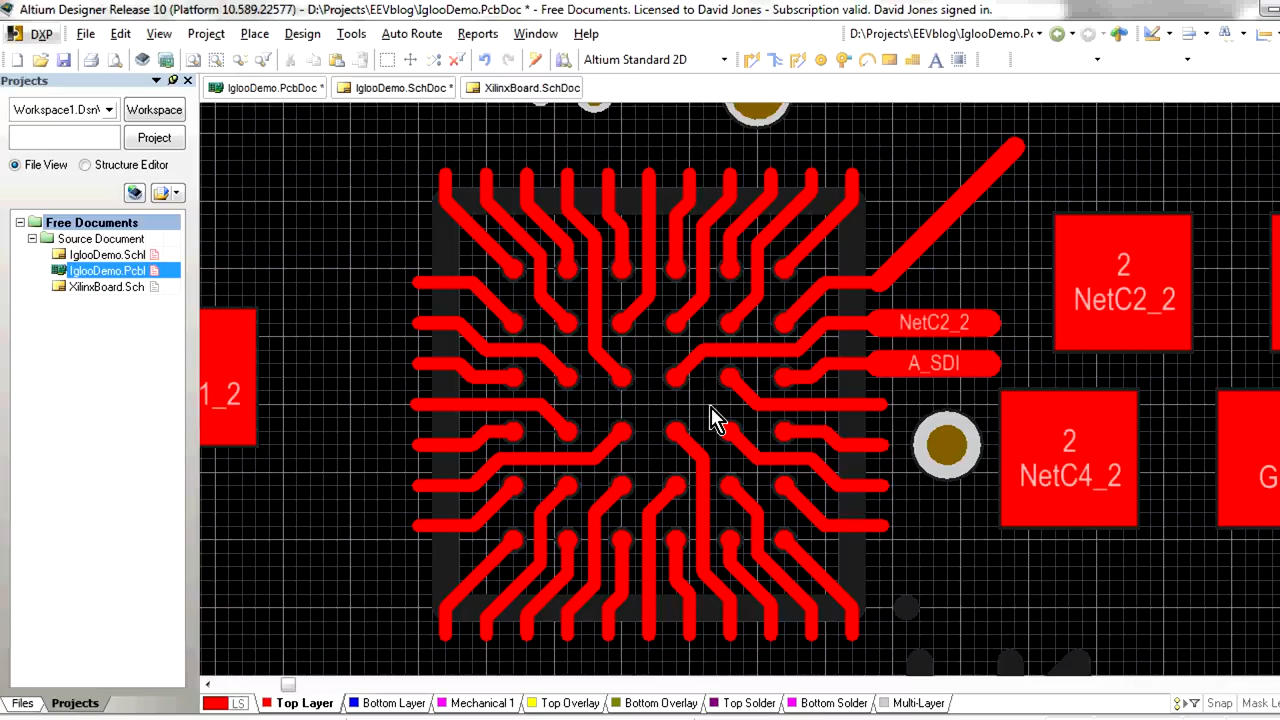 Altium Designer Release 10 (Platform 10.589.22577) - D:\Projects\EEVblog\IglooDemo.PcbDoc * - Free Documents. Licensed to David Jones - Subscription valid. David Jones signed in.
DXP File Edit View Project Place Design Tools Auto Route Reports Window Help D:\Projects\EEVblog\IglooDemo.Pc
Altium Standard 2D
Projects
IglooDemo.PcbDoc * IglooDemo.SchDoc * XilinxBoard.SchDoc
Workspace1.Dsn Workspace
Project
File View Structure Editor
Free Documents
Source Document
IglooDemo.Schl
IglooDemo.Pcbl
XilinxBoard.Sch
2
NetC2_2
NetC2_2
A_SDI
1_2
2
NetC4_2
G
Files Projects
LS Top Layer Bottom Layer Mechanical 1 Top Overlay Bottom Overlay Top Solder Bottom Solder Multi-Layer Snap Mask Le